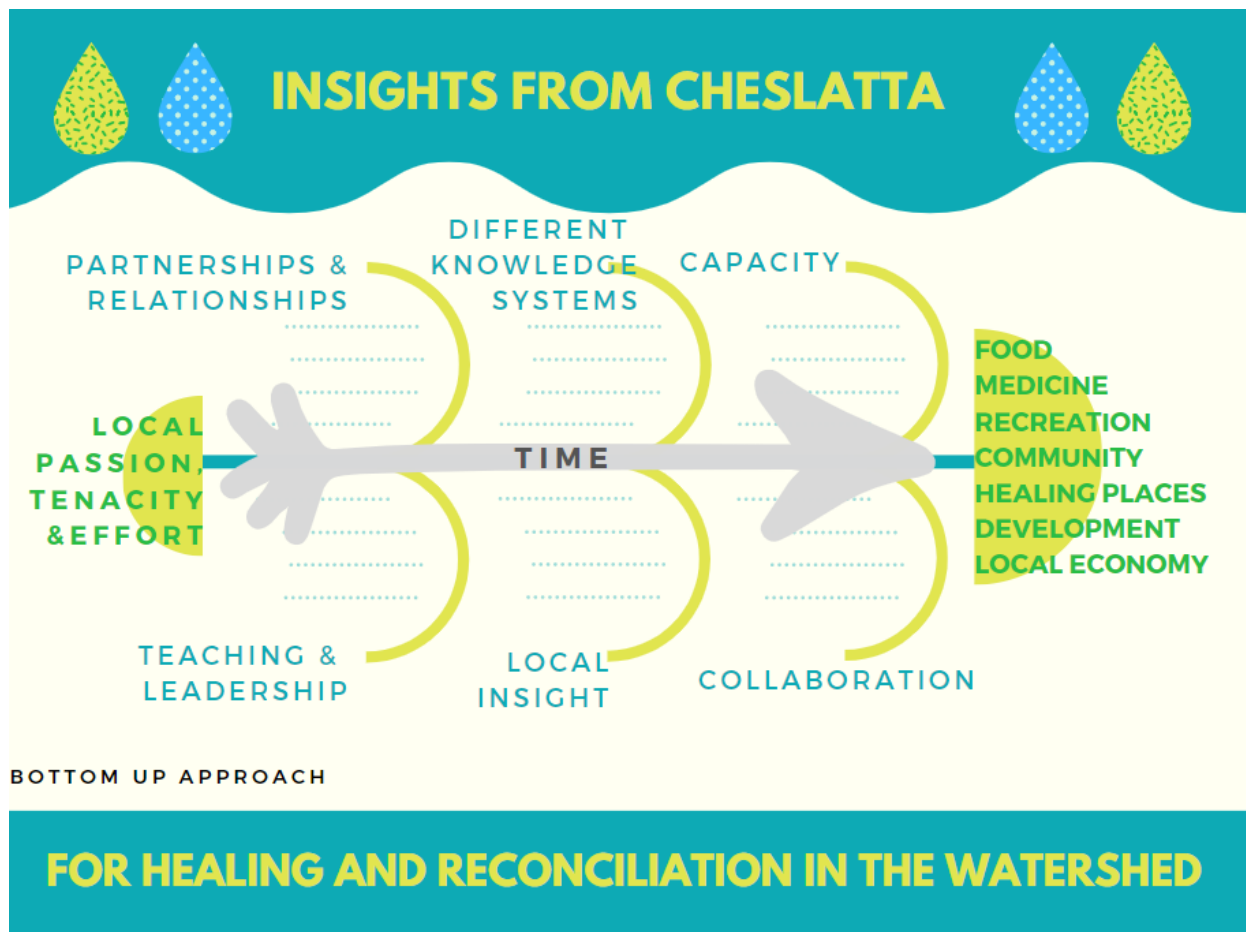 INSIGHTS FROM CHESLATTA
PARTNERSHIPS &
RELATIONSHIPS
DIFFERENT
KNOWLEDGE
SYSTEMS
CAPACITY
LOCAL
PASSION,
TENACITY
&EFFORT
TIME
FOOD
MEDICINE
RECREATION
COMMUNITY
HEALING PLACES
DEVELOPMENT
LOCAL ECONOMY
TEACHING &
LEADERSHIP
LOCAL
INSIGHT
COLLABORATION
BOTTOM UP APPROACH
FOR HEALING AND RECONCILIATION IN THE WATERSHED